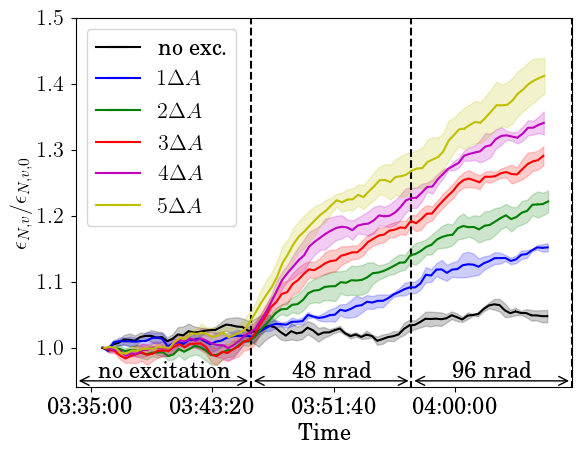 1.5
1.4
1.3
1.2
1.1
1.0
ϵ_{N,v}/ϵ_{N,v,0}
no exc.
1ΔA
2ΔA
3ΔA
4ΔA
5ΔA
no excitation 48 nrad 96 nrad
03:35:00 03:43:20 03:51:40 04:00:00
Time